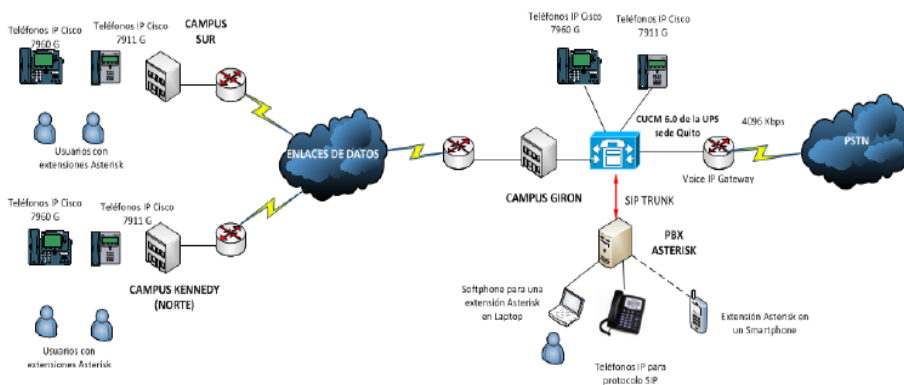 Teléfonos IP Cisco
7960 G
Teléfonos IP Cisco
7911 G
CAMPUS
SUR
Usuarios con
extensiones Asterisk
Teléfonos IP Cisco
7960 G
Teléfonos IP Cisco
7911 G
CAMPUS KENNEDY
(NORTE)
Usuarios con
extensiones Asterisk
ENLACES DE DATOS
CAMPUS GIRON
Teléfonos IP Cisco
7960 G
Teléfonos IP Cisco
7911 G
CUCM 6.0 de la UPS
sede Quito
4096 Kbps
PSTN
Voice IP Gateway
SIP TRUNK
PBX
ASTERISK
Softphone para una
extensión Asterisk
en Laptop
Teléfonos IP para
protocolo SIP
Extensión Asterisk en
un Smartphone